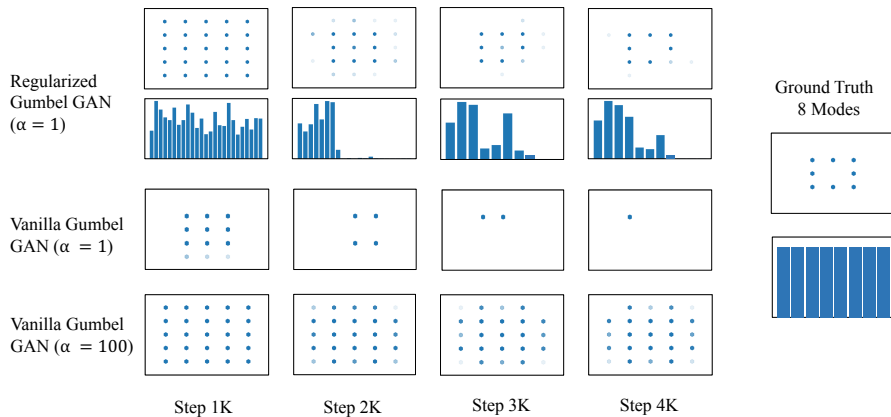 Regularized
Gumbel GAN
(α = 1)
Vanilla Gumbel
GAN (α = 1)
Vanilla Gumbel
GAN (α = 100)
Step 1K
Step 2K
Step 3K
Step 4K
Ground Truth
8 Modes